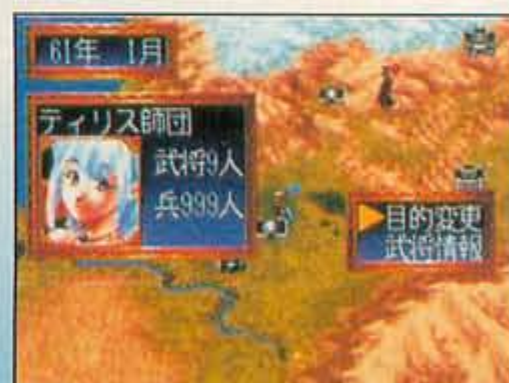 61年 1月
ティリス師団
武将9人
兵999人
▶目的変更
武将情報